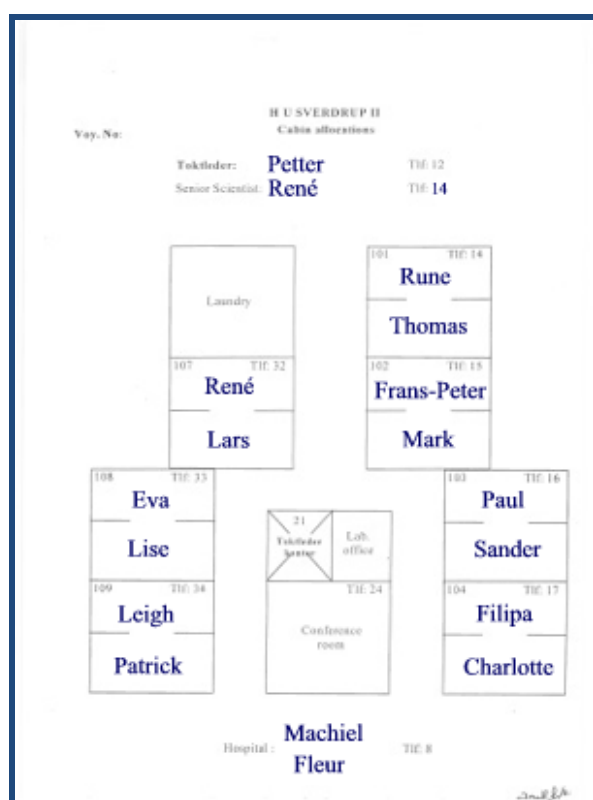 H U SVERDRUP II
Cabin allocations
Voy. No:
Toktleder: Petter Tlf: 12
Senior Scientist: René Tlf: 14
Laundry
101 Tlf: 14
Rune
Thomas
107 Tlf: 32
René
Lars
102 Tlf: 15
Frans-Peter
Mark
108 Tlf: 33
Eva
Lise
21
Toktleder
kontor
Lab.
office
103 Tlf: 16
Paul
Sander
109 Tlf: 34
Leigh
Patrick
Tlf: 24
Conference
room
104 Tlf: 17
Filipa
Charlotte
Hospital : Machiel Tlf: 8
Fleur